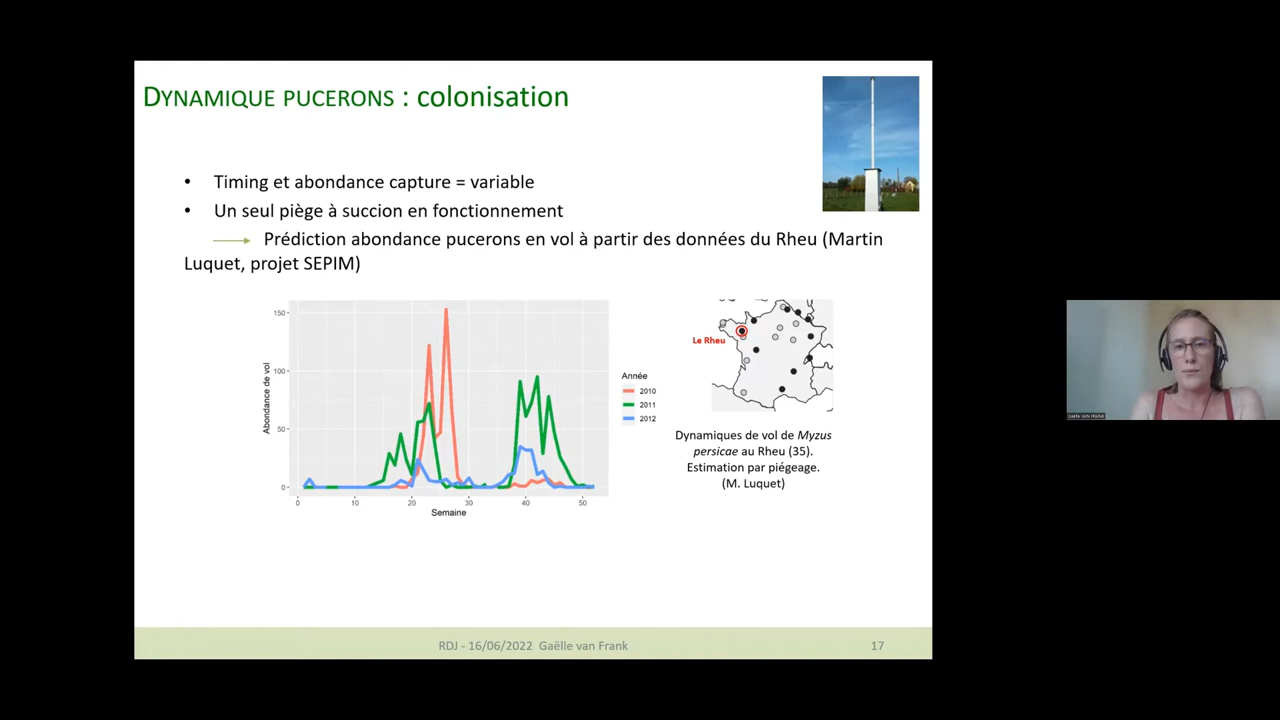 DYNAMIQUE PUCERONS : colonisation
• Timing et abondance capture = variable
• Un seul piège à succion en fonctionnement
Prédiction abondance pucerons en vol à partir des données du Rheu (Martin
Luquet, projet SEPIM)
150
100
50
0
Abondance de vol
0 10 20 30 40 50
Semaine
Année
2010
2011
2012
Le Rheu
Dynamiques de vol de Myzus
persicae au Rheu (35).
Estimation par piégeage.
(M. Luquet)
RDJ - 16/06/2022 Gaëlle van Frank
17
Gaëlle VAN FRANK